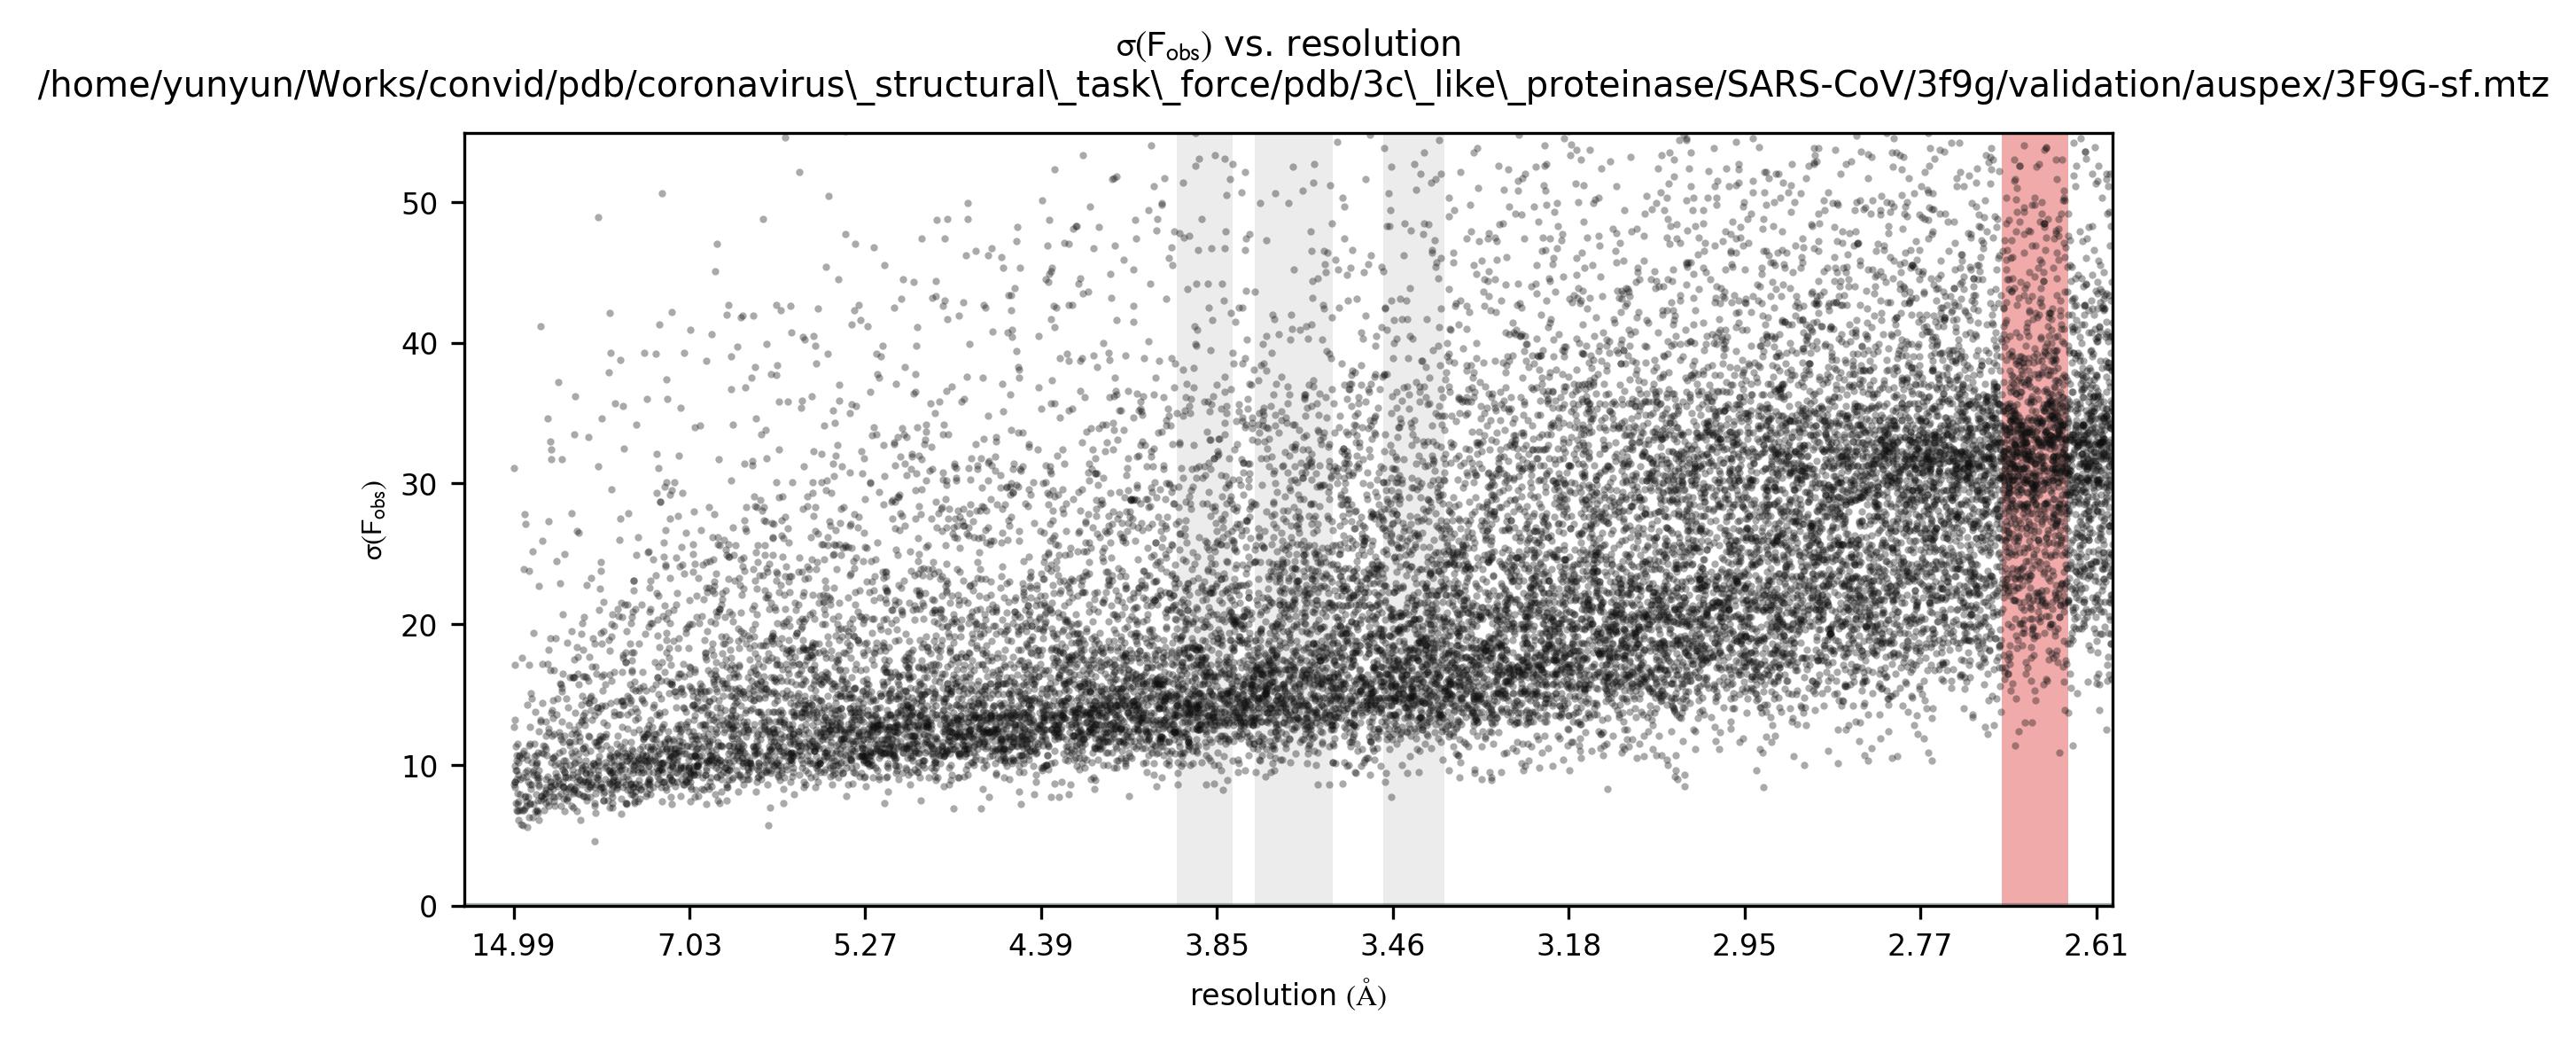 σ(F_obs) vs. resolution
/home/yunyun/Works/convid/pdb/coronavirus\_structural\_task\_force/pdb/3c\_like\_proteinase/SARS-CoV/3f9g/validation/auspex/3F9G-sf.mtz
50
40
30
20
10
0
σ(F_obs)
14.99 7.03 5.27 4.39 3.85 3.46 3.18 2.95 2.77 2.61
resolution (Å)